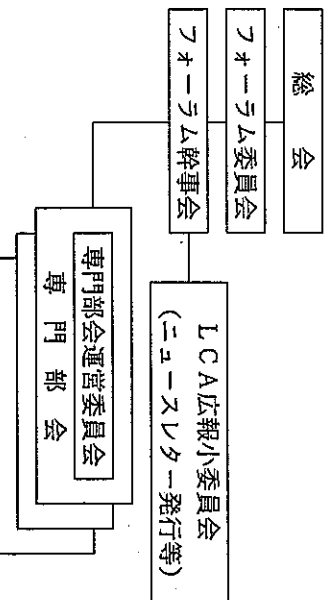 総会
フォーラム委員会
フォーラム幹事会
LCA広報小委員会
(ニュースレター発行等)
専門部会運営委員会
専門部会